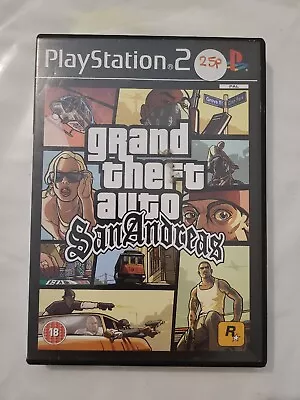 PlayStation 2
25P
PAL
grand
theft
auto
San Andreas
18
R